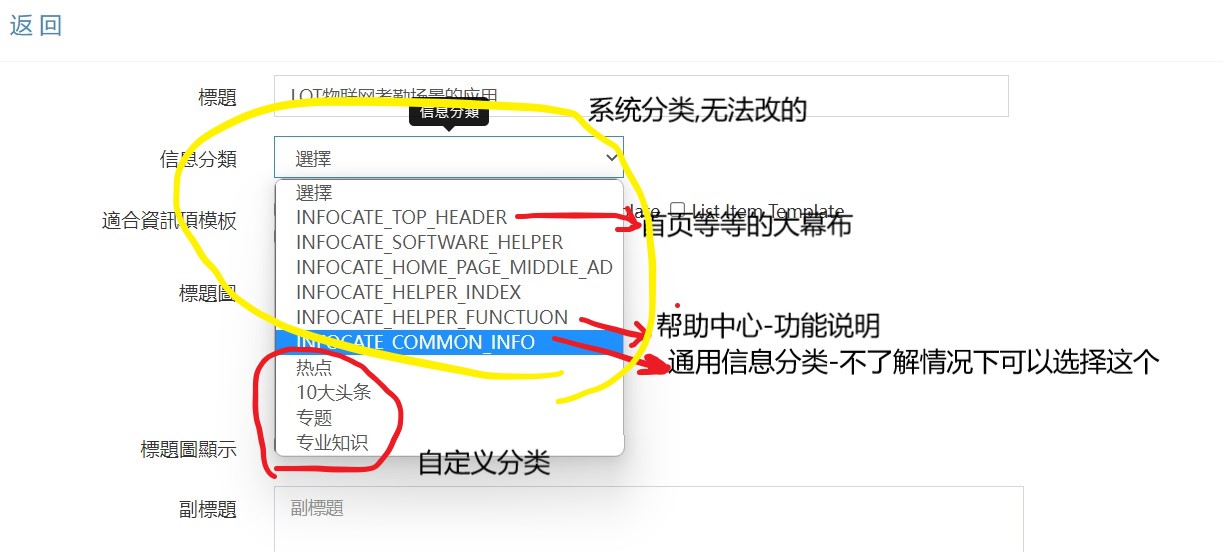 返 回
標題
LOT物联网考勤场景的应用
信息分類
系统分类,无法改的
信息分類
選擇
選擇
適合資訊頂模板
INFOCATE_TOP_HEADER
List Item Template
首页等等的大幕布
INFOCATE_SOFTWARE_HELPER
INFOCATE_HOME_PAGE_MIDDLE_AD
標題圖
INFOCATE_HELPER_INDEX
INFOCATE_HELPER_FUNCTUON
帮助中心-功能说明
INFOCATE_COMMON_INFO
通用信息分类-不了解情况下可以选择这个
热点
10大头条
专题
专业知识
標題圖顯示
自定义分类
副標題
副標題